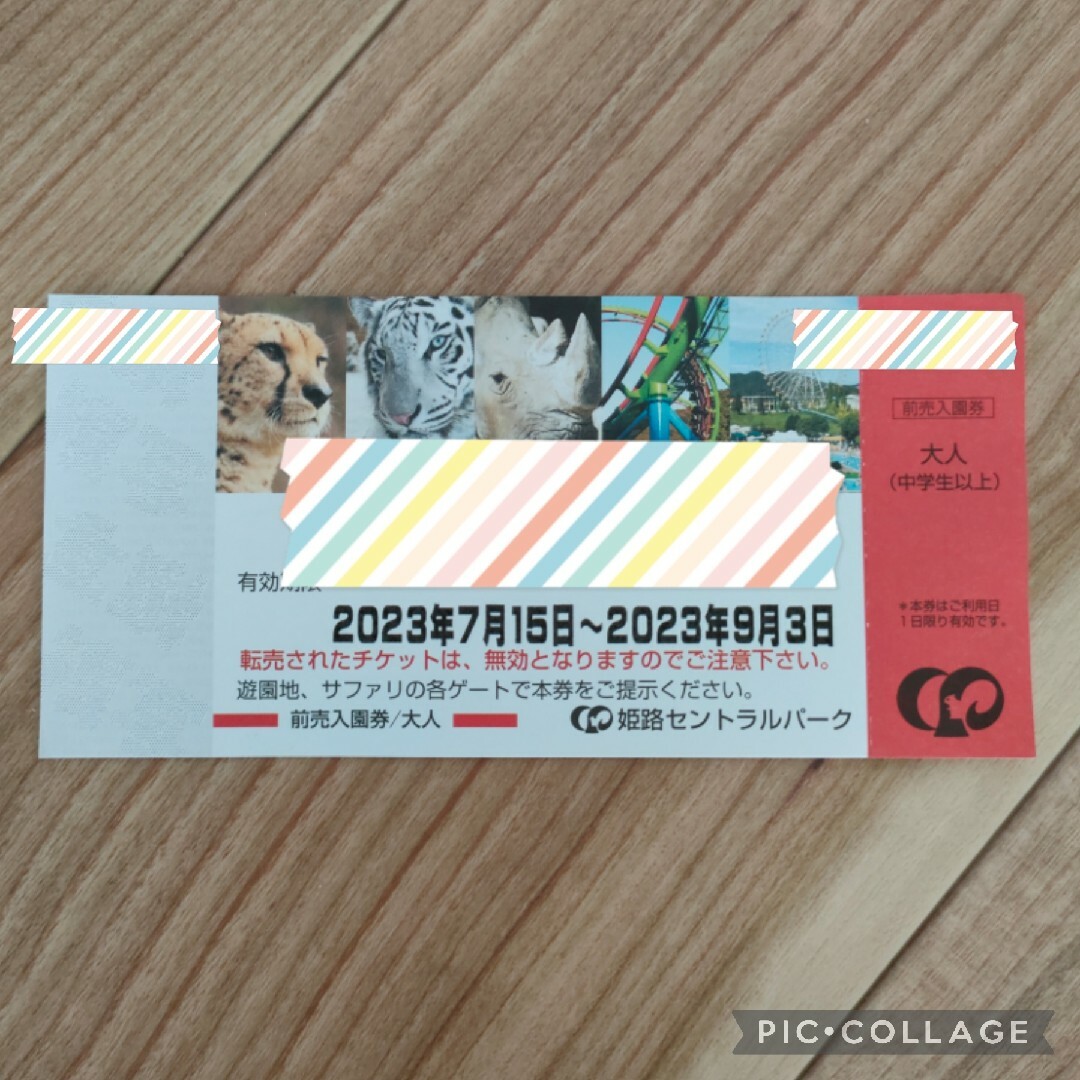 有効期限
2023年7月15日～2023年9月3日
転売されたチケットは、無効となりますのでご注意下さい。
遊園地、サファリの各ゲートで本券をご提示ください。
前売入園券/大人
姫路セントラルパーク
前売入園券
大人
(中学生以上)
＊本券はご利用日
1日限り有効です。
PIC•COLLAGE